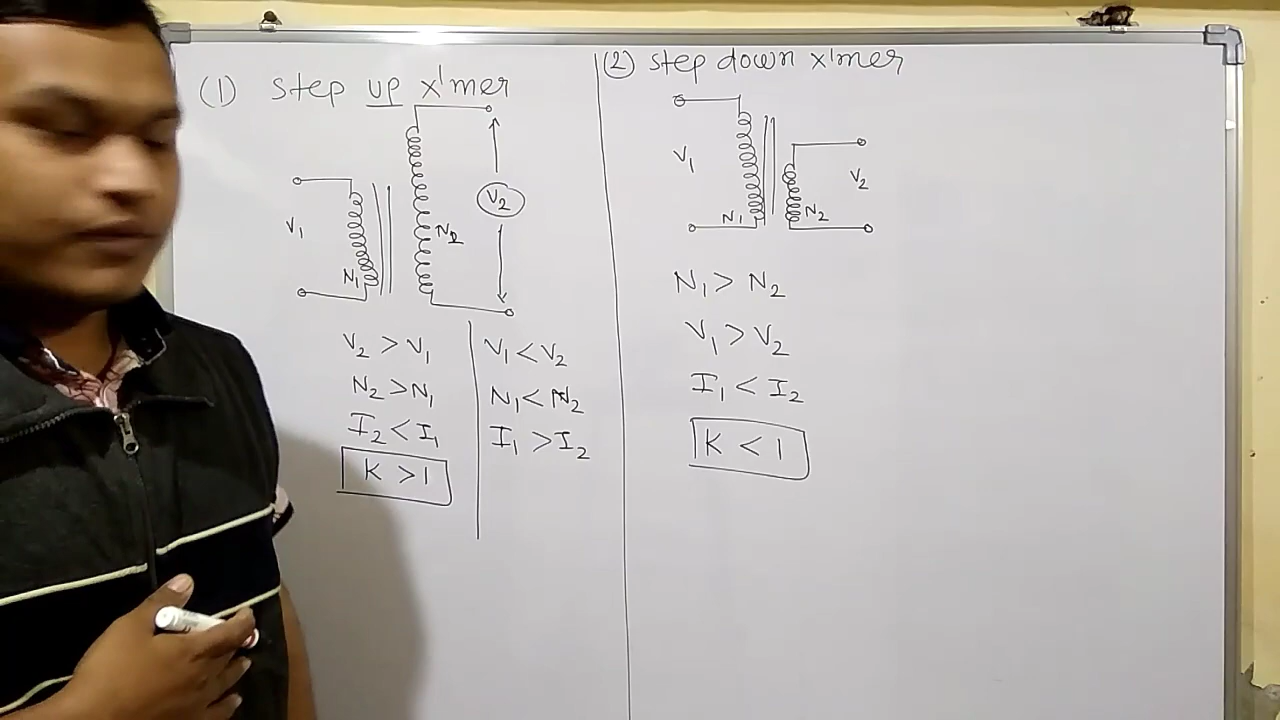 (1) Step up x'mer
V₁
N₁
N₂
V₂
V₂ > V₁
N₂ > N₁
I₂ < I₁
K > 1
V₁ < V₂
N₁ < N₂
I₁ > I₂
(2) Step down x'mer
V₁
N₁
N₂
V₂
N₁ > N₂
V₁ > V₂
I₁ < I₂
K < 1